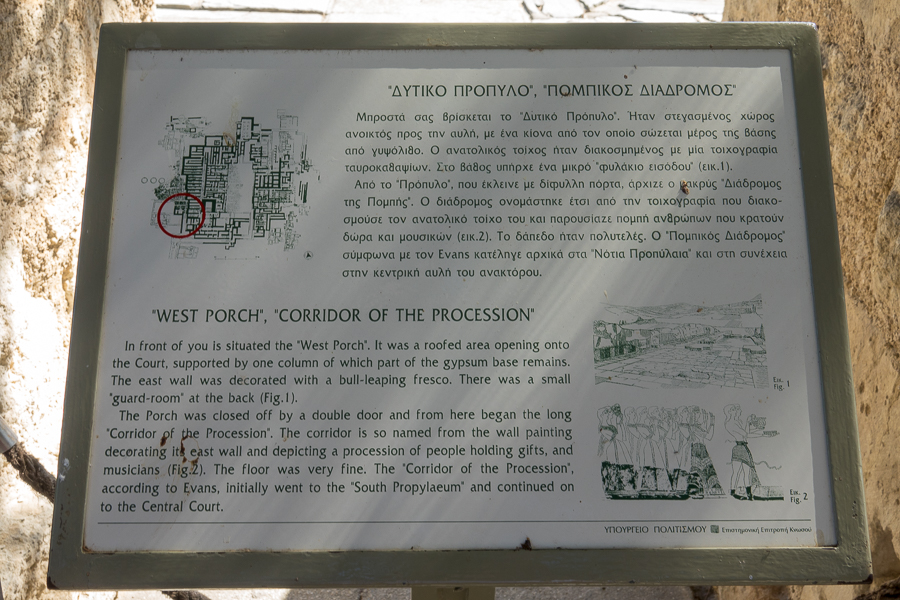 "ΔΥΤΙΚΟ ΠΡΟΠΥΛΟ", "ΠΟΜΠΙΚΟΣ ΔΙΑΔΡΟΜΟΣ"
Μπροστά σας βρίσκεται το "Δυτικό Πρόπυλο". Ήταν στεγασμένος χώρος
ανοικτός προς την αυλή, με ένα κίονα από τον οποίο σώζεται μέρος της βάσης
από γυψόλιθο. Ο ανατολικός τοίχος ήταν διακοσμημένος με μία τοιχογραφία
ταυροκαθαψίων. Στο βάθος υπήρχε ένα μικρό "φυλάκιο εισόδου" (εικ.1).
Από το "Πρόπυλο", που έκλεινε με δίφυλλη πόρτα, άρχιζε ο μακρύς "Διάδρομος
της Πομπής". Ο διάδρομος ονομάστηκε έτσι από την τοιχογραφία που διακο-
σμούσε τον ανατολικό τοίχο του και παρουσίαζε πομπή ανθρώπων που κρατούν
δώρα και μουσικών (εικ.2). Το δάπεδο ήταν πολυτελές. Ο "Πομπικός Διάδρομος"
σύμφωνα με τον Evans κατέληγε αρχικά στα "Νότια Προπύλαια" και στη συνέχεια
στην κεντρική αυλή του ανακτόρου.
"WEST PORCH", "CORRIDOR OF THE PROCESSION"
In front of you is situated the "West Porch". It was a roofed area opening onto
the Court, supported by one column of which part of the gypsum base remains.
The east wall was decorated with a bull-leaping fresco. There was a small
"guard-room" at the back (Fig.1).
The Porch was closed off by a double door and from here began the long
"Corridor of the Procession". The corridor is so named from the wall painting
decorating its east wall and depicting a procession of people holding gifts, and
musicians (Fig.2). The floor was very fine. The "Corridor of the Procession",
according to Evans, initially went to the "South Propylaeum" and continued on
to the Central Court.
Εικ.
Fig. 1
Εικ.
Fig. 2
ΥΠΟΥΡΓΕΙΟ ΠΟΛΙΤΙΣΜΟΥ Επιστημονική Επιτροπή Κνωσού